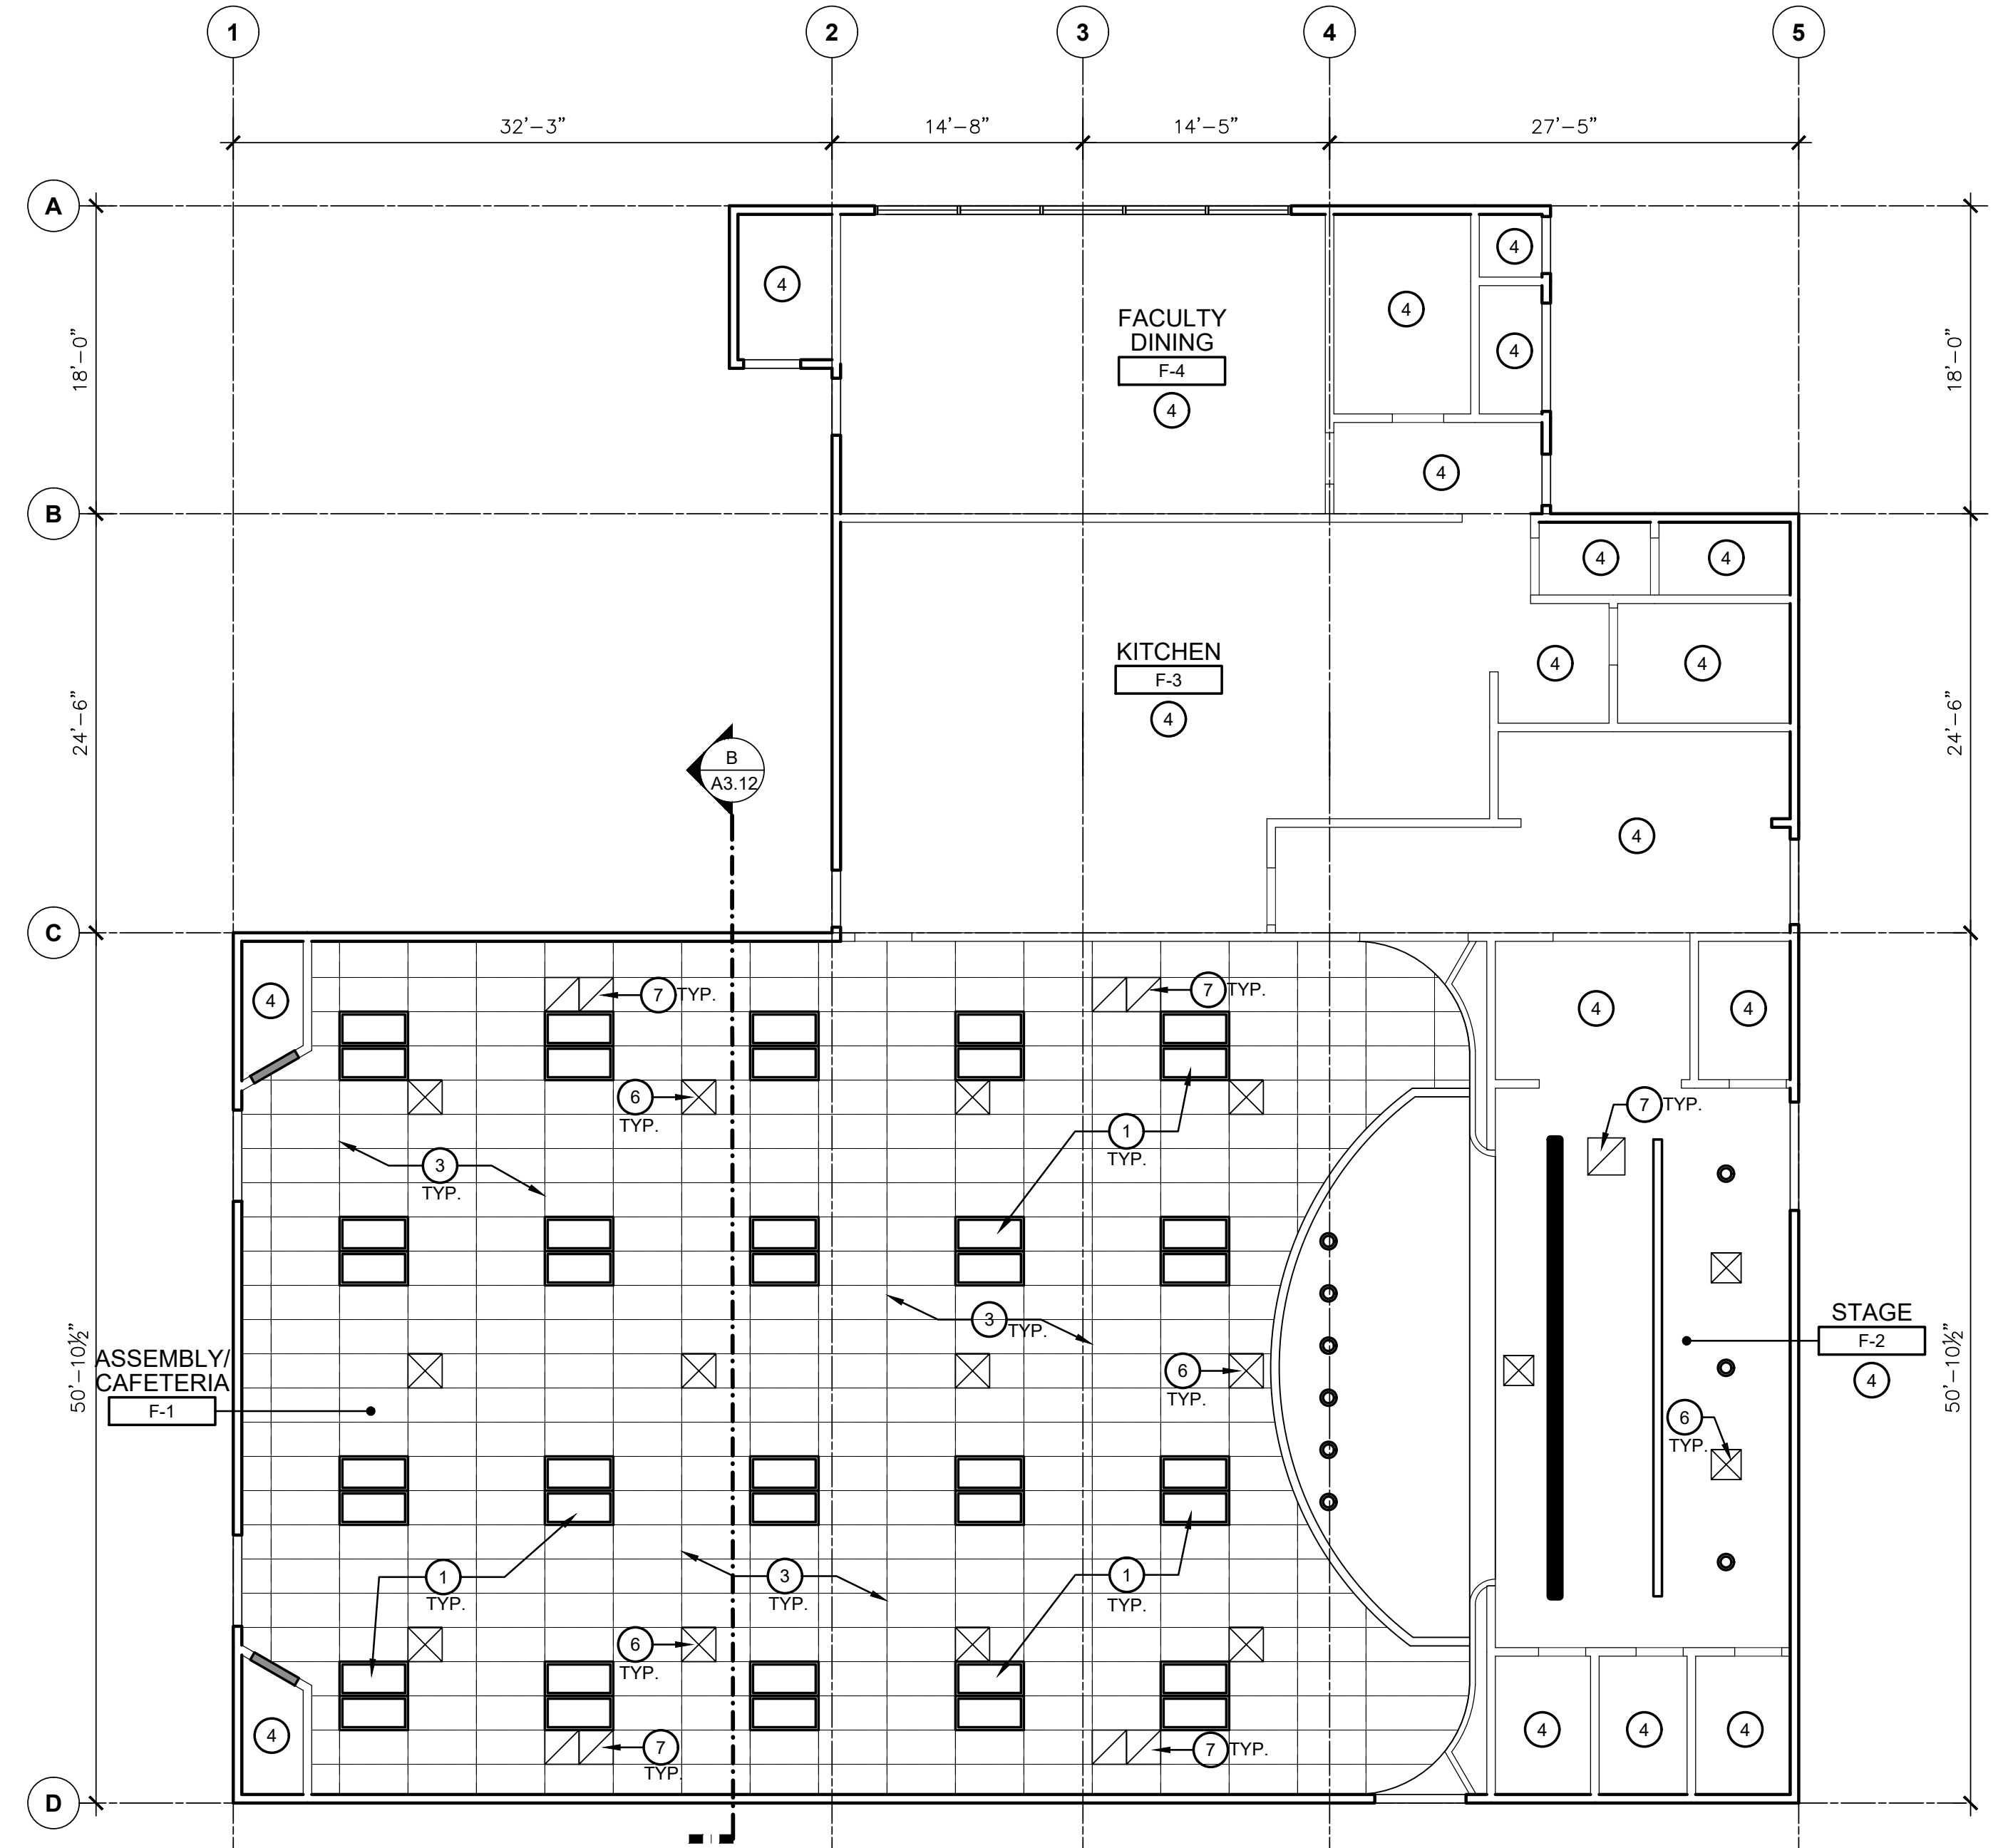 1
2
3
4
5
32’–3”
14’–8”
14’–5”
27’–5”
A
4
4
4
4
FACULTY
DINING
F-4
4
18’–0”
18’–0”
4
B
4
4
KITCHEN
F-3
4
4
4
24’–6”
24’–6”
B
A3.12
4
C
4
7 TYP.
7 TYP.
4
4
6
TYP.
7 TYP.
1
TYP.
3
TYP.
3
TYP.
STAGE
F-2
4
50’–10½”
50’–10½”
ASSEMBLY/
CAFETERIA
F-1
6
TYP.
6
TYP.
1
TYP.
3
TYP.
1
TYP.
6
TYP.
4
7
TYP.
7 TYP.
4
4
4
D